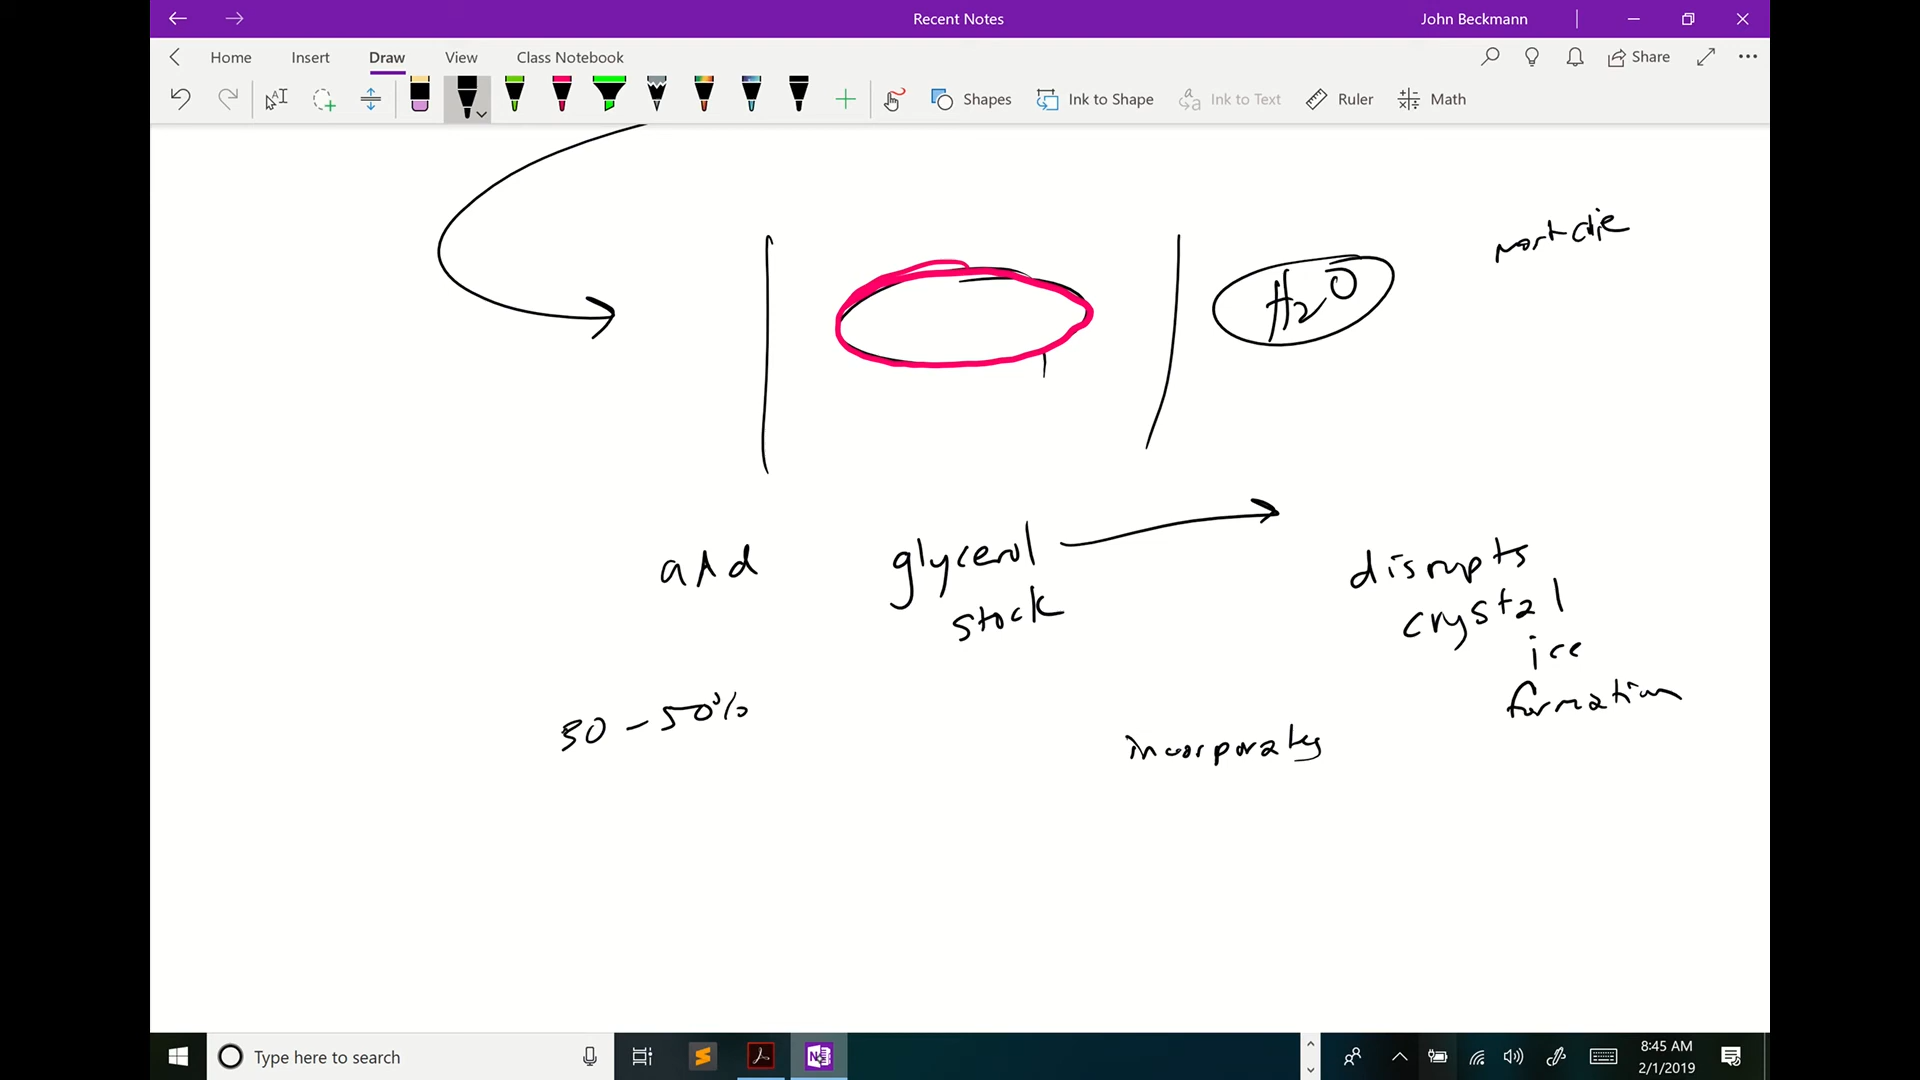 Recent Notes
John Beckmann
Home Insert Draw View Class Notebook
Share
Shapes Ink to Shape Ink to Text Ruler Math
most die
H2O
add glycerol
stock
disrupts
crystal
ice
formation
30-50%
incorporates
Type here to search
8:45 AM
2/1/2019